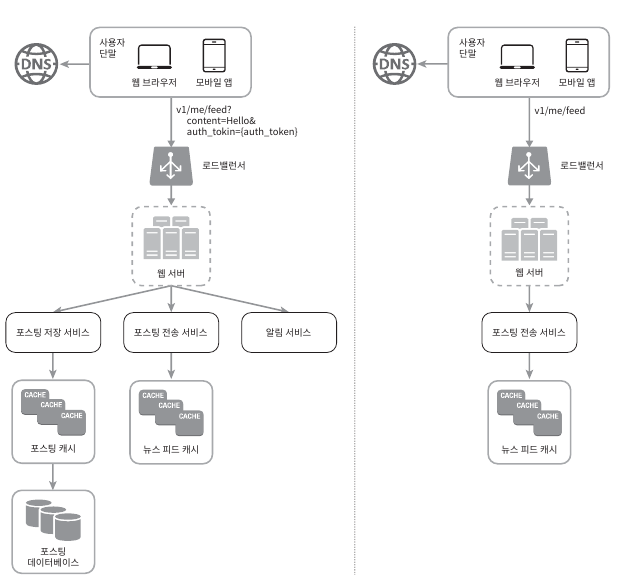 DNS
사용자
단말
웹 브라우저
모바일 앱
v1/me/feed?
content=Hello&
auth_tokin={auth_token}
로드밸런서
웹 서버
포스팅 저장 서비스
포스팅 전송 서비스
알림 서비스
CACHE
CACHE
CACHE
포스팅 캐시
CACHE
CACHE
CACHE
뉴스 피드 캐시
포스팅
데이터베이스
DNS
사용자
단말
웹 브라우저
모바일 앱
v1/me/feed
로드밸런서
웹 서버
포스팅 전송 서비스
CACHE
CACHE
CACHE
뉴스 피드 캐시